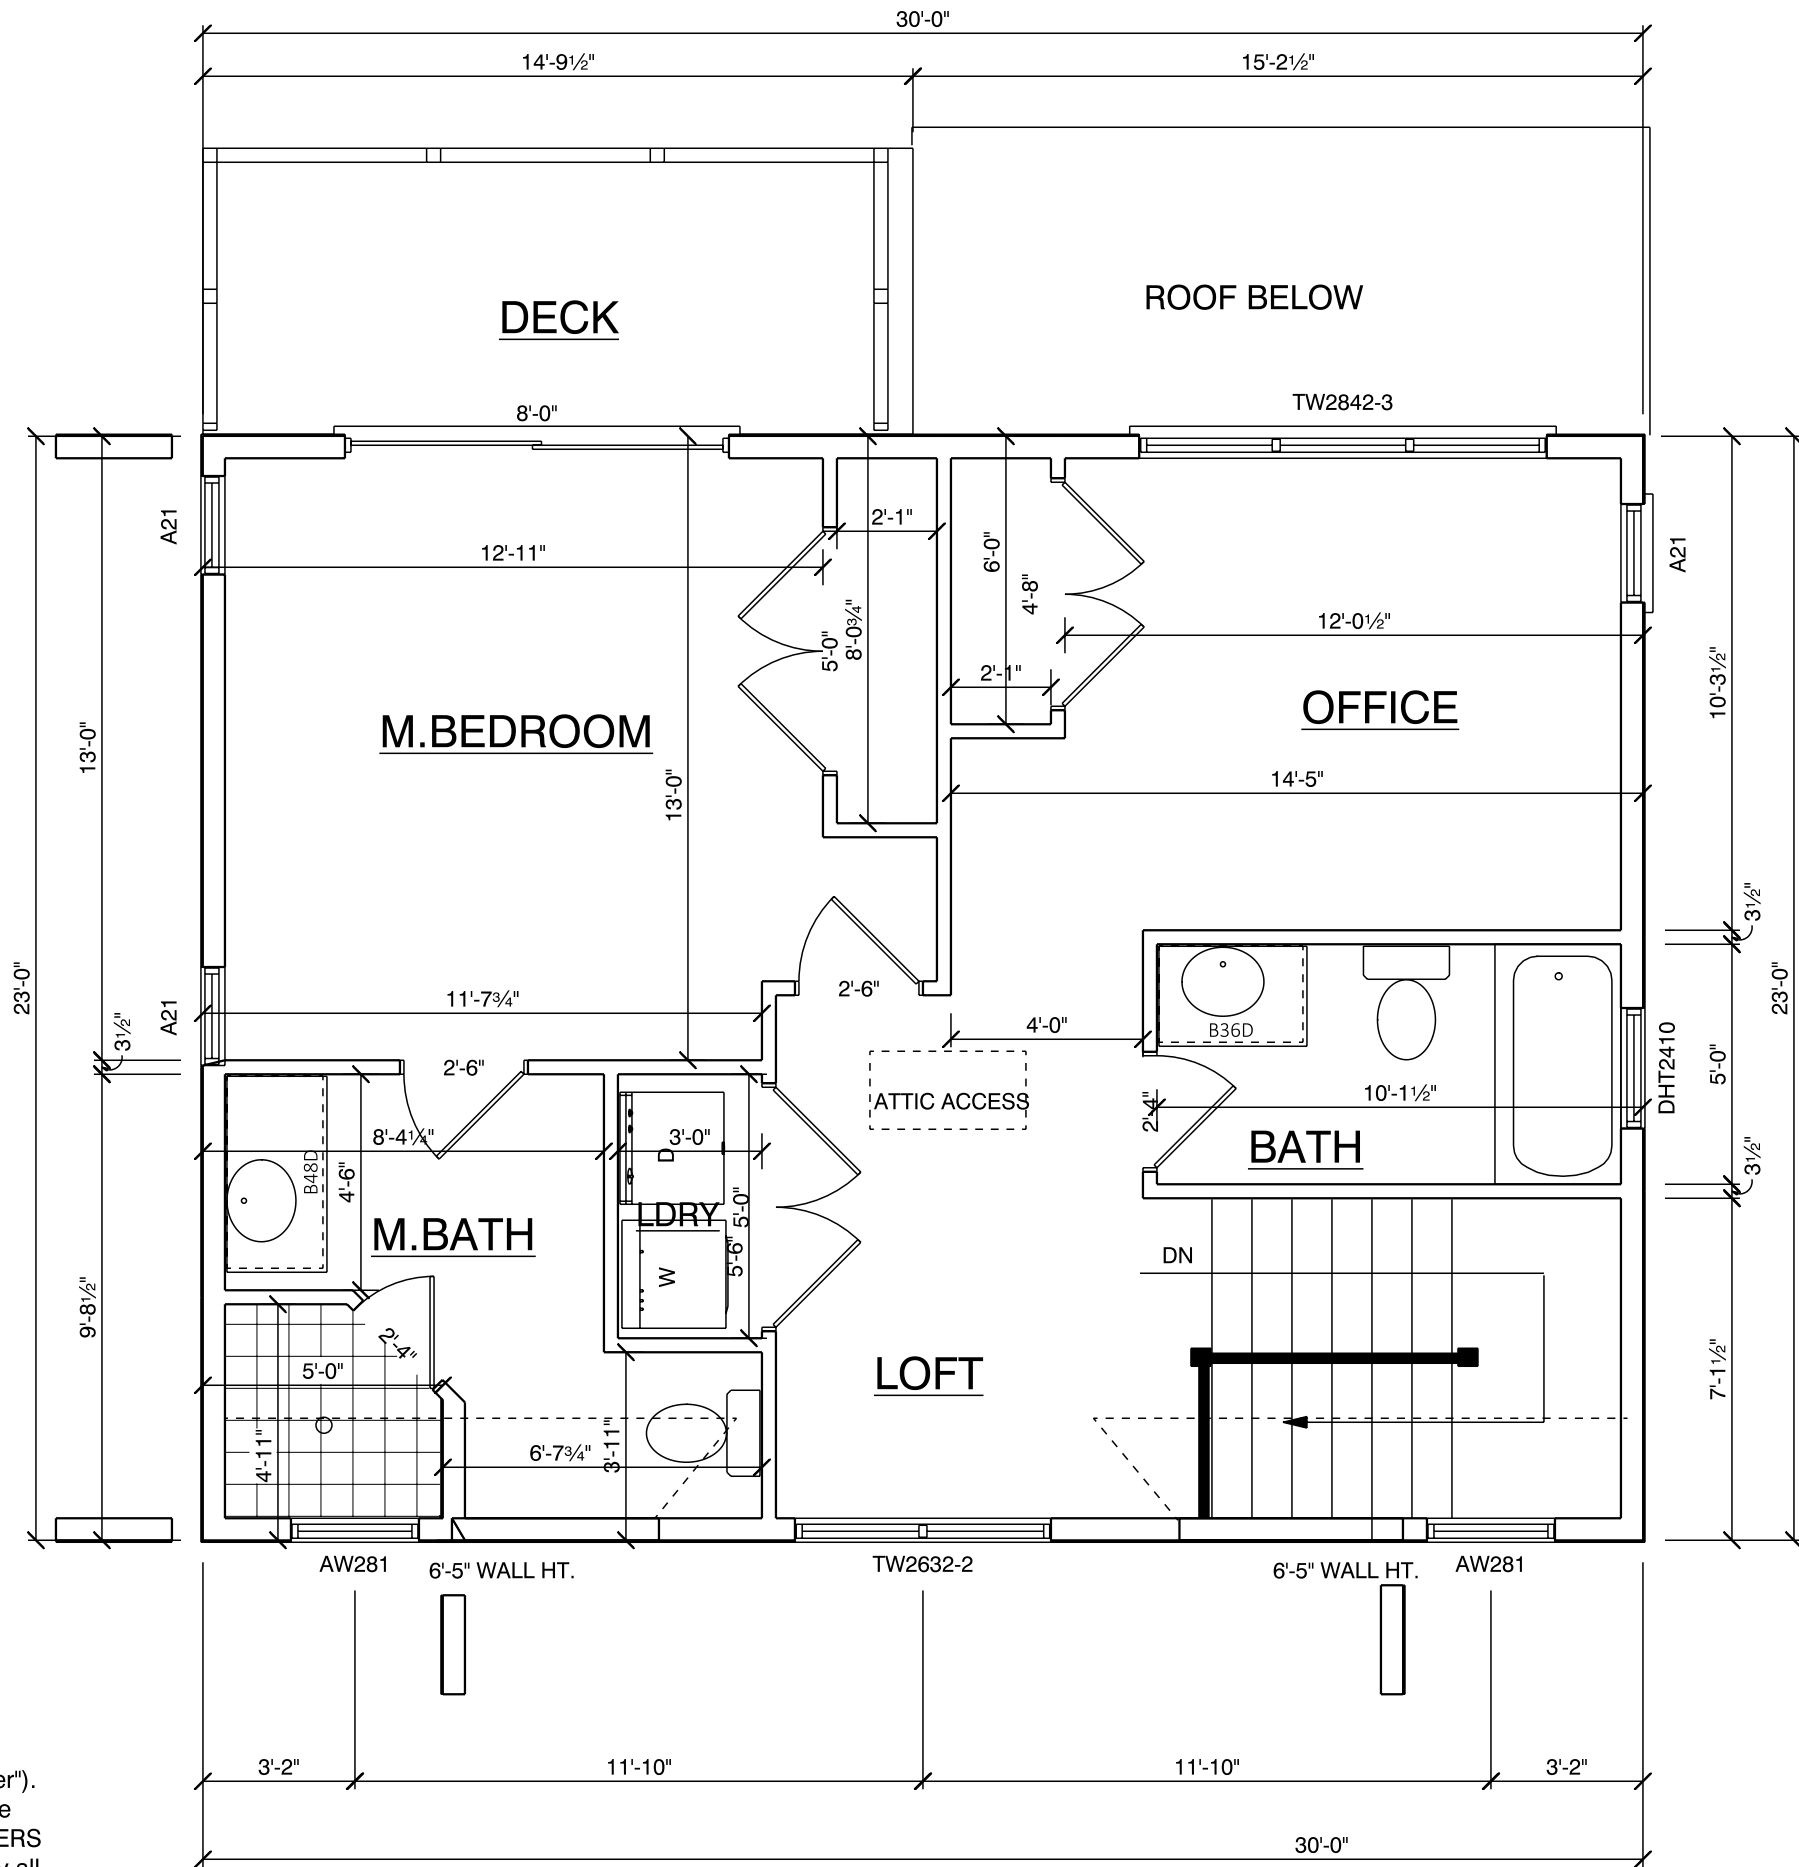 30'-0"
14'-9½"
15'-2½"
DECK
ROOF BELOW
8'-0"
TW2842-3
A21
2'-1"
12'-11"
6'-0"
4'-8"
A21
5'-0"
8'-0¾"
12'-0½"
2'-1"
13'-0"
M.BEDROOM
OFFICE
10'-3½"
13'-0"
14'-5"
3½"
23'-0"
23'-0"
11'-7¾"
2'-6"
A21
3½"
4'-0"
B36D
2'-6"
DHT2410
5'-0"
ATTIC ACCESS
2'-4"
10'-1½"
8'-4¼"
3'-0"
D
BATH
3½"
B48D
4'-6"
LDRY
5'-0"
M.BATH
5'-6"
W
DN
9'-8½"
2'-4"
5'-0"
LOFT
7'-1½"
4'-11"
6'-7¾"
3'-11"
AW281
6'-5" WALL HT.
TW2632-2
6'-5" WALL HT.
AW281
3'-2"
11'-10"
11'-10"
3'-2"
er").
e
ERS
30'-0"